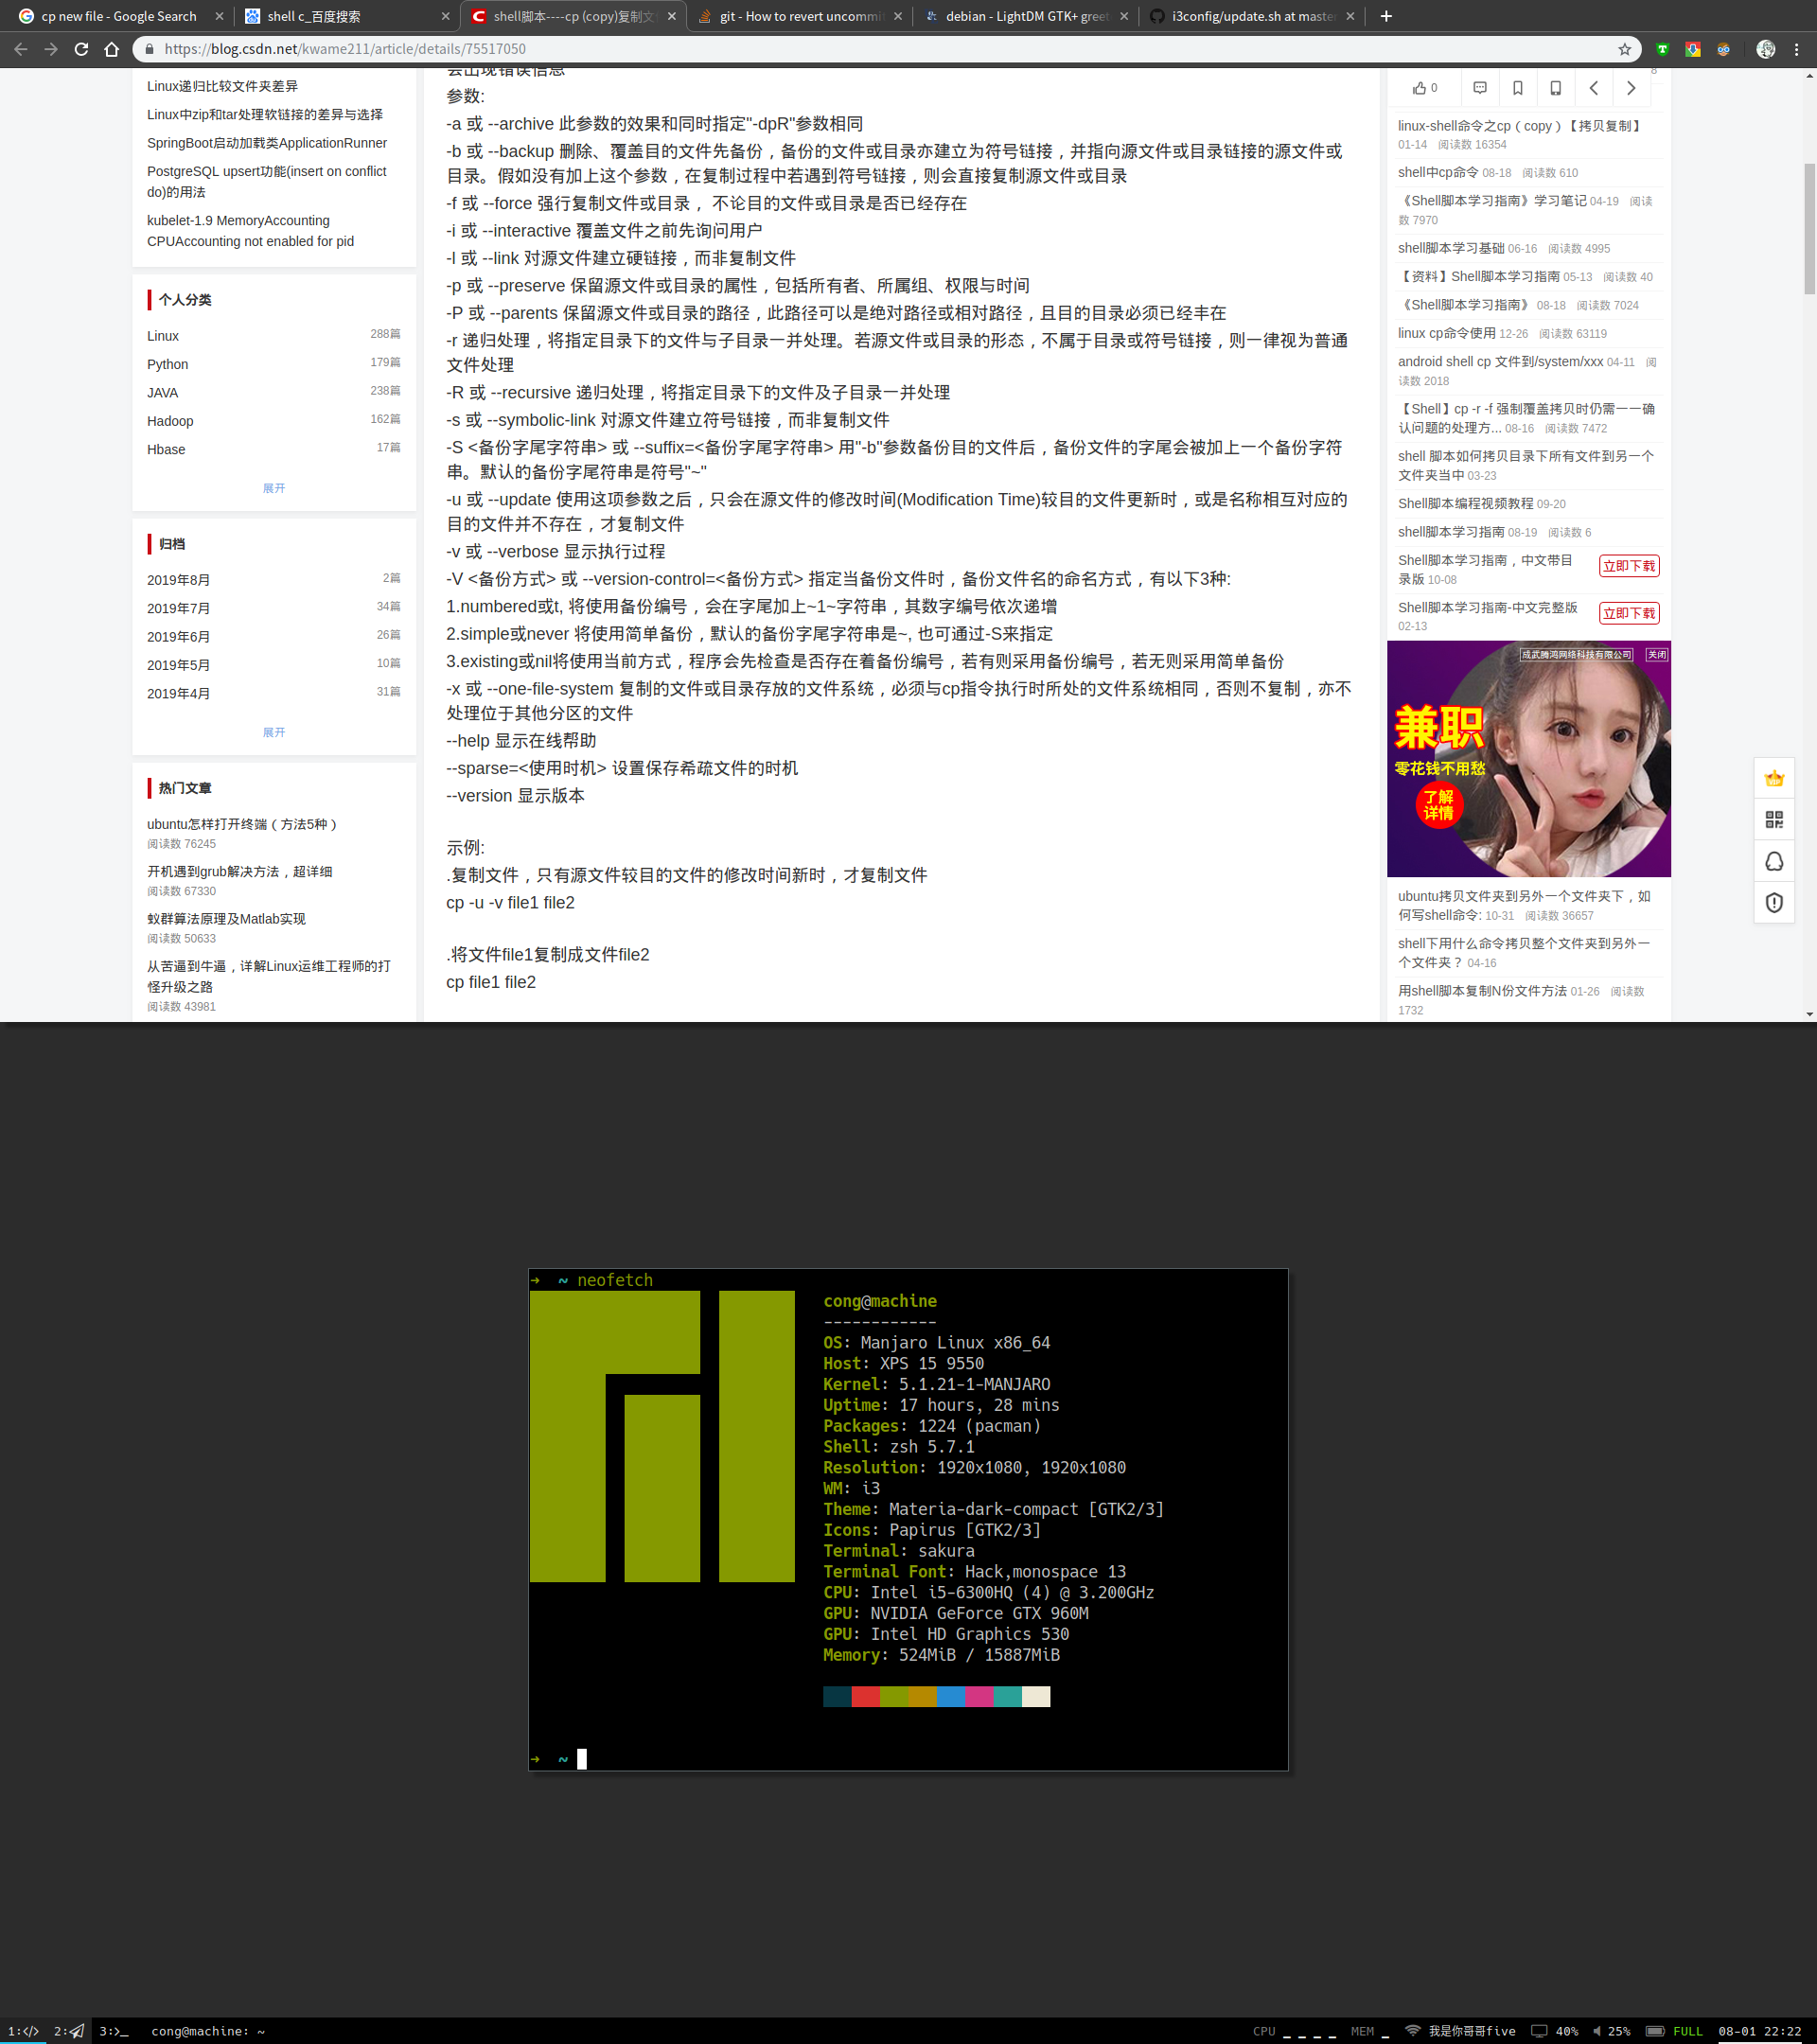 cp new file - Google Search
shell c_百度搜索
shell脚本----cp (copy)复制文
git - How to revert uncommit
debian - LightDM GTK+ greet
i3config/update.sh at master
https://blog.csdn.net/kwame211/article/details/75517050
Linux递归比较文件夹差异
Linux中zip和tar处理软链接的差异与选择
SpringBoot启动加载类ApplicationRunner
PostgreSQL upsert功能(insert on conflict
do)的用法
kubelet-1.9 MemoryAccounting
CPUAccounting not enabled for pid
个人分类
Linux 288篇
Python 179篇
JAVA 238篇
Hadoop 162篇
Hbase 17篇
展开
归档
2019年8月 2篇
2019年7月 34篇
2019年6月 26篇
2019年5月 10篇
2019年4月 31篇
展开
热门文章
ubuntu怎样打开终端（方法5种）
阅读数 76245
开机遇到grub解决方法，超详细
阅读数 67330
蚁群算法原理及Matlab实现
阅读数 50633
从苦逼到牛逼，详解Linux运维工程师的打
怪升级之路
阅读数 43981
会出现错误信息
参数:
-a 或 --archive 此参数的效果和同时指定"-dpR"参数相同
-b 或 --backup 删除、覆盖目的文件先备份，备份的文件或目录亦建立为符号链接，并指向源文件或目录链接的源文件或
目录。假如没有加上这个参数，在复制过程中若遇到符号链接，则会直接复制源文件或目录
-f 或 --force 强行复制文件或目录， 不论目的文件或目录是否已经存在
-i 或 --interactive 覆盖文件之前先询问用户
-l 或 --link 对源文件建立硬链接，而非复制文件
-p 或 --preserve 保留源文件或目录的属性，包括所有者、所属组、权限与时间
-P 或 --parents 保留源文件或目录的路径，此路径可以是绝对路径或相对路径，且目的目录必须已经丰在
-r 递归处理，将指定目录下的文件与子目录一并处理。若源文件或目录的形态，不属于目录或符号链接，则一律视为普通
文件处理
-R 或 --recursive 递归处理，将指定目录下的文件及子目录一并处理
-s 或 --symbolic-link 对源文件建立符号链接，而非复制文件
-S <备份字尾字符串> 或 --suffix=<备份字尾字符串> 用"-b"参数备份目的文件后，备份文件的字尾会被加上一个备份字符
串。默认的备份字尾符串是符号"~"
-u 或 --update 使用这项参数之后，只会在源文件的修改时间(Modification Time)较目的文件更新时，或是名称相互对应的
目的文件并不存在，才复制文件
-v 或 --verbose 显示执行过程
-V <备份方式> 或 --version-control=<备份方式> 指定当备份文件时，备份文件名的命名方式，有以下3种:
1.numbered或t, 将使用备份编号，会在字尾加上~1~字符串，其数字编号依次递增
2.simple或never 将使用简单备份，默认的备份字尾字符串是~, 也可通过-S来指定
3.existing或nil将使用当前方式，程序会先检查是否存在着备份编号，若有则采用备份编号，若无则采用简单备份
-x 或 --one-file-system 复制的文件或目录存放的文件系统，必须与cp指令执行时所处的文件系统相同，否则不复制，亦不
处理位于其他分区的文件
--help 显示在线帮助
--sparse=<使用时机> 设置保存希疏文件的时机
--version 显示版本
示例:
.复制文件，只有源文件较目的文件的修改时间新时，才复制文件
cp -u -v file1 file2
.将文件file1复制成文件file2
cp file1 file2
0
8
linux-shell命令之cp（copy）【拷贝复制】
01-14 阅读数 16354
shell中cp命令 08-18 阅读数 610
《Shell脚本学习指南》学习笔记 04-19 阅读
数 7970
shell脚本学习基础 06-16 阅读数 4995
【资料】Shell脚本学习指南 05-13 阅读数 40
《Shell脚本学习指南》 08-18 阅读数 7024
linux cp命令使用 12-26 阅读数 63119
android shell cp 文件到/system/xxx 04-11 阅
读数 2018
【Shell】cp -r -f 强制覆盖拷贝时仍需一一确
认问题的处理方... 08-16 阅读数 7472
shell 脚本如何拷贝目录下所有文件到另一个
文件夹当中 03-23
Shell脚本编程视频教程 09-20
shell脚本学习指南 08-19 阅读数 6
Shell脚本学习指南，中文带目
录版 10-08
立即下载
Shell脚本学习指南-中文完整版
02-13
立即下载
成武腾鸿网络科技有限公司 关闭
兼职
零花钱不用愁
了解
详情
ubuntu拷贝文件夹到另外一个文件夹下，如
何写shell命令: 10-31 阅读数 36657
shell下用什么命令拷贝整个文件夹到另外一
个文件夹？ 04-16
用shell脚本复制N份文件方法 01-26 阅读数
1732
➜ ~ neofetch
cong@machine
------------
OS: Manjaro Linux x86_64
Host: XPS 15 9550
Kernel: 5.1.21-1-MANJARO
Uptime: 17 hours, 28 mins
Packages: 1224 (pacman)
Shell: zsh 5.7.1
Resolution: 1920x1080, 1920x1080
WM: i3
Theme: Materia-dark-compact [GTK2/3]
Icons: Papirus [GTK2/3]
Terminal: sakura
Terminal Font: Hack,monospace 13
CPU: Intel i5-6300HQ (4) @ 3.200GHz
GPU: NVIDIA GeForce GTX 960M
GPU: Intel HD Graphics 530
Memory: 524MiB / 15887MiB
➜ ~
1:</> 2: 3:>_ cong@machine: ~
CPU _ _ _ _ MEM _ 我是你哥哥five 40% 25% FULL 08-01 22:22